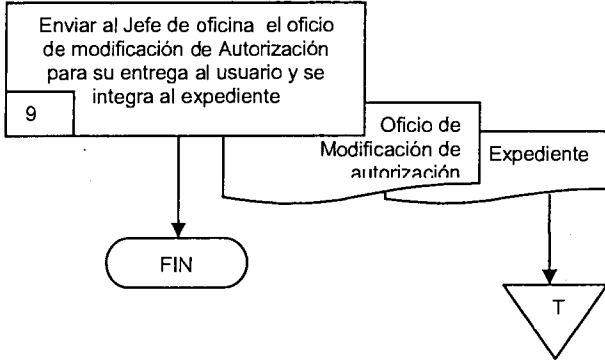 Enviar al Jefe de oficina el oficio
de modificación de Autorización
para su entrega al usuario y se
integra al expediente
9
Oficio de
Modificación de
autorización
Expediente
FIN
T